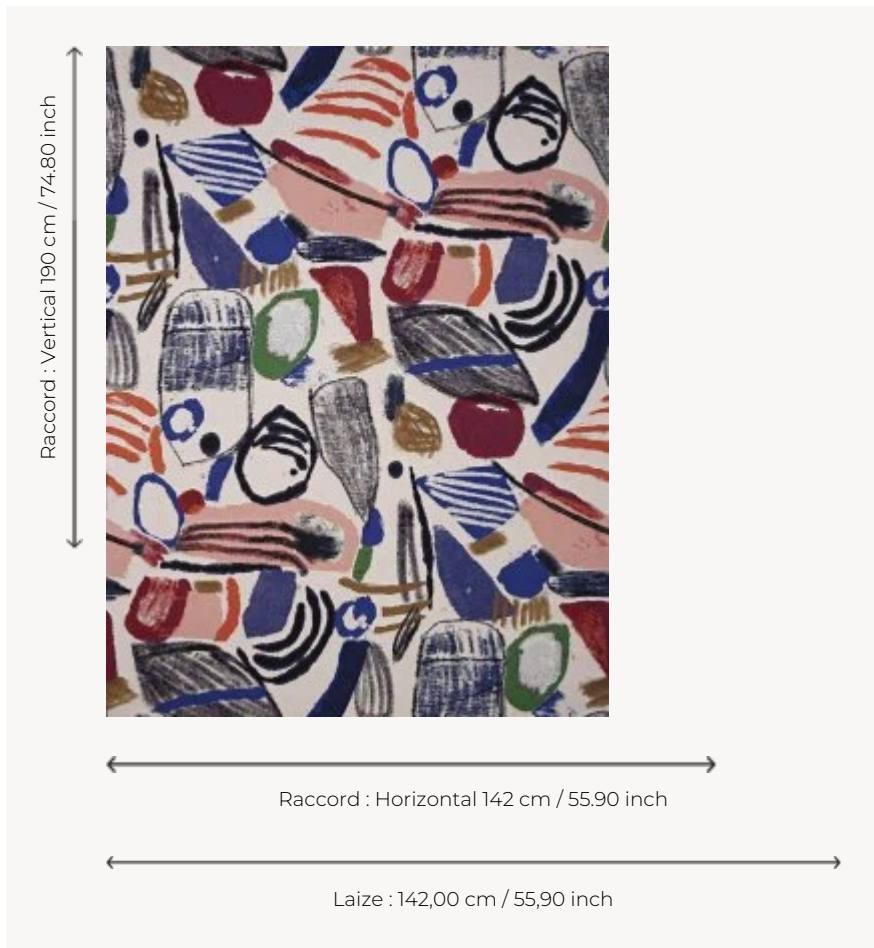 Raccord : Vertical 190 cm / 74.80 inch
Raccord : Horizontal 142 cm / 55.90 inch
Laize : 142,00 cm / 55,90 inch